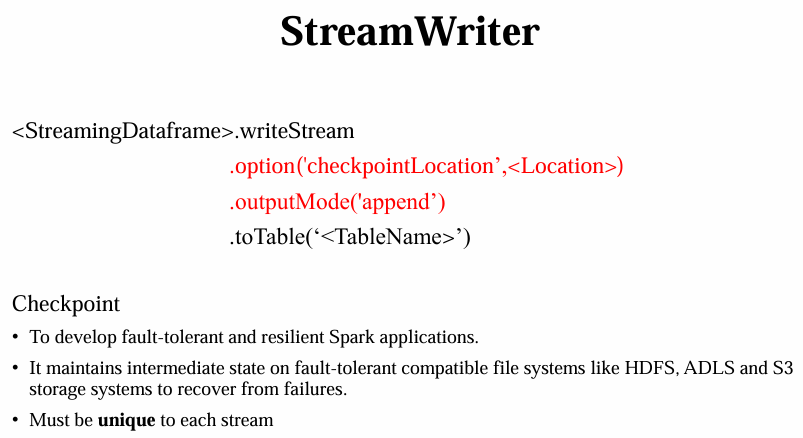 StreamWriter
<StreamingDataframe>.writeStream
.option('checkpointLocation’,<Location>)
.outputMode('append’)
.toTable(‘<TableName>’)
Checkpoint
• To develop fault-tolerant and resilient Spark applications.
• It maintains intermediate state on fault-tolerant compatible file systems like HDFS, ADLS and S3
storage systems to recover from failures.
• Must be unique to each stream